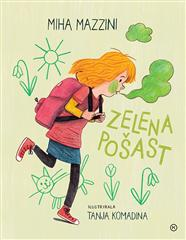 MIHA MAZZINI
ZELENA
POŠAST
ILUSTRIRALA
TANJA KOMADINA